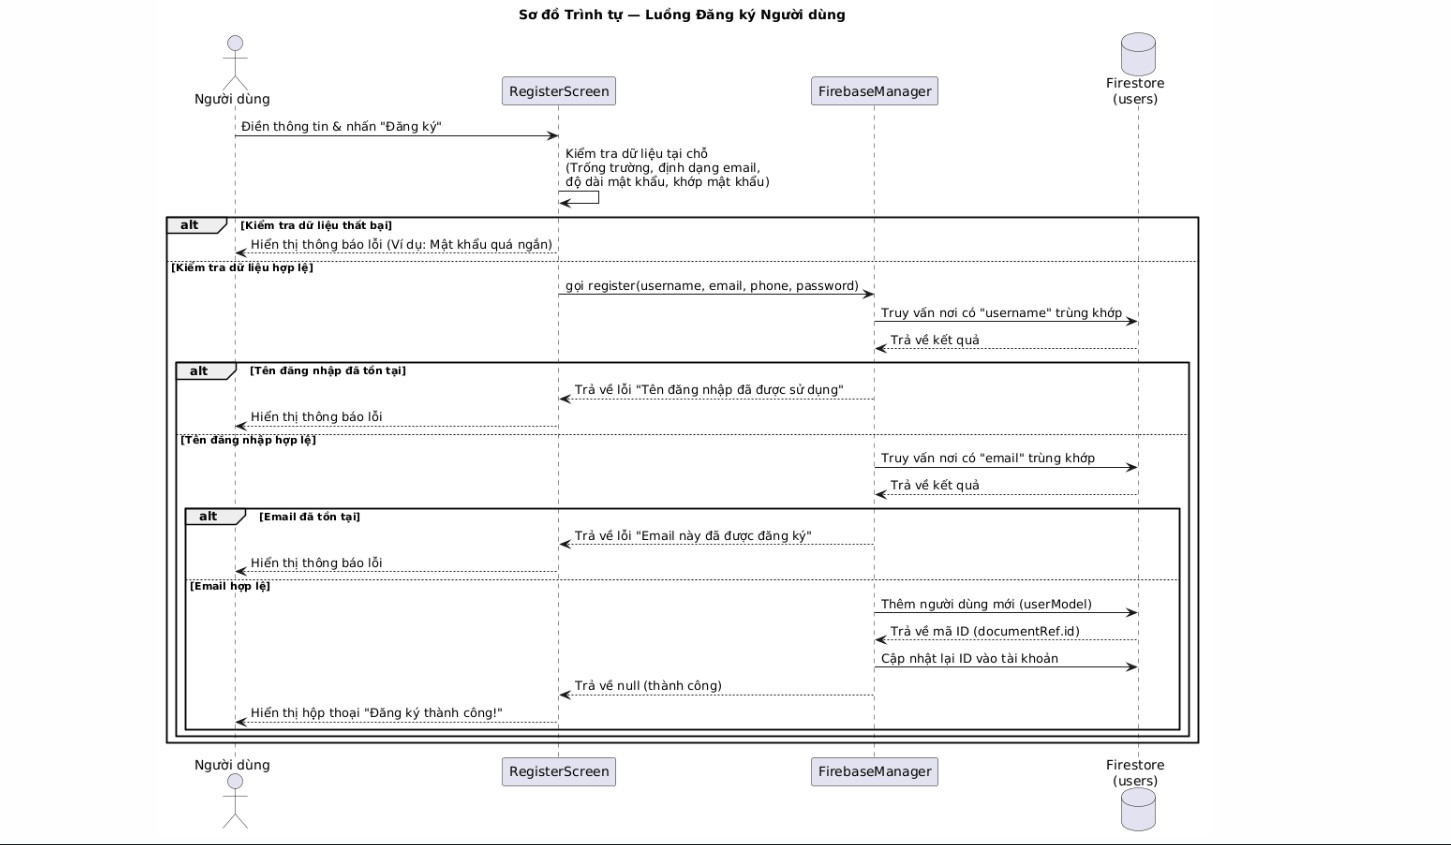 Sơ đồ Trình tự — Luồng Đăng ký Người dùng
Người dùng
RegisterScreen
FirebaseManager
Firestore
(users)
Điền thông tin & nhấn "Đăng ký"
Kiểm tra dữ liệu tại chỗ
(Trống trường, định dạng email,
độ dài mật khẩu, khớp mật khẩu)
alt
[Kiểm tra dữ liệu thất bại]
Hiển thị thông báo lỗi (Ví dụ: Mật khẩu quá ngắn)
[Kiểm tra dữ liệu hợp lệ]
gọi register(username, email, phone, password)
Truy vấn nơi có "username" trùng khớp
Trả về kết quả
alt
[Tên đăng nhập đã tồn tại]
Trả về lỗi "Tên đăng nhập đã được sử dụng"
Hiển thị thông báo lỗi
[Tên đăng nhập hợp lệ]
Truy vấn nơi có "email" trùng khớp
Trả về kết quả
alt
[Email đã tồn tại]
Trả về lỗi "Email này đã được đăng ký"
Hiển thị thông báo lỗi
[Email hợp lệ]
Thêm người dùng mới (userModel)
Trả về mã ID (documentRef.id)
Cập nhật lại ID vào tài khoản
Trả về null (thành công)
Hiển thị hộp thoại "Đăng ký thành công!"
Người dùng
RegisterScreen
FirebaseManager
Firestore
(users)